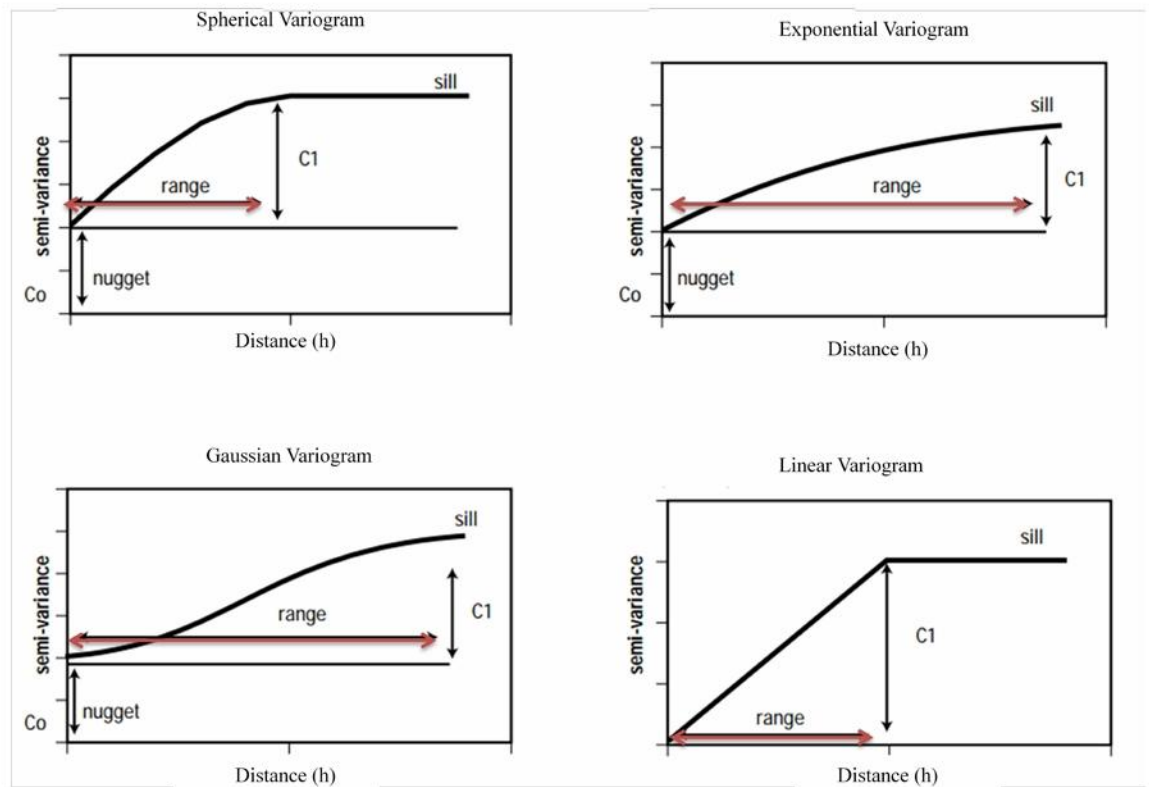 Spherical Variogram
sill
C1
range
semi-variance
nugget
Co
Distance (h)
Exponential Variogram
sill
C1
range
semi-variance
nugget
Co
Distance (h)
Gaussian Variogram
sill
C1
range
semi-variance
nugget
Co
Distance (h)
Linear Variogram
sill
C1
semi-variance
range
Distance (h)